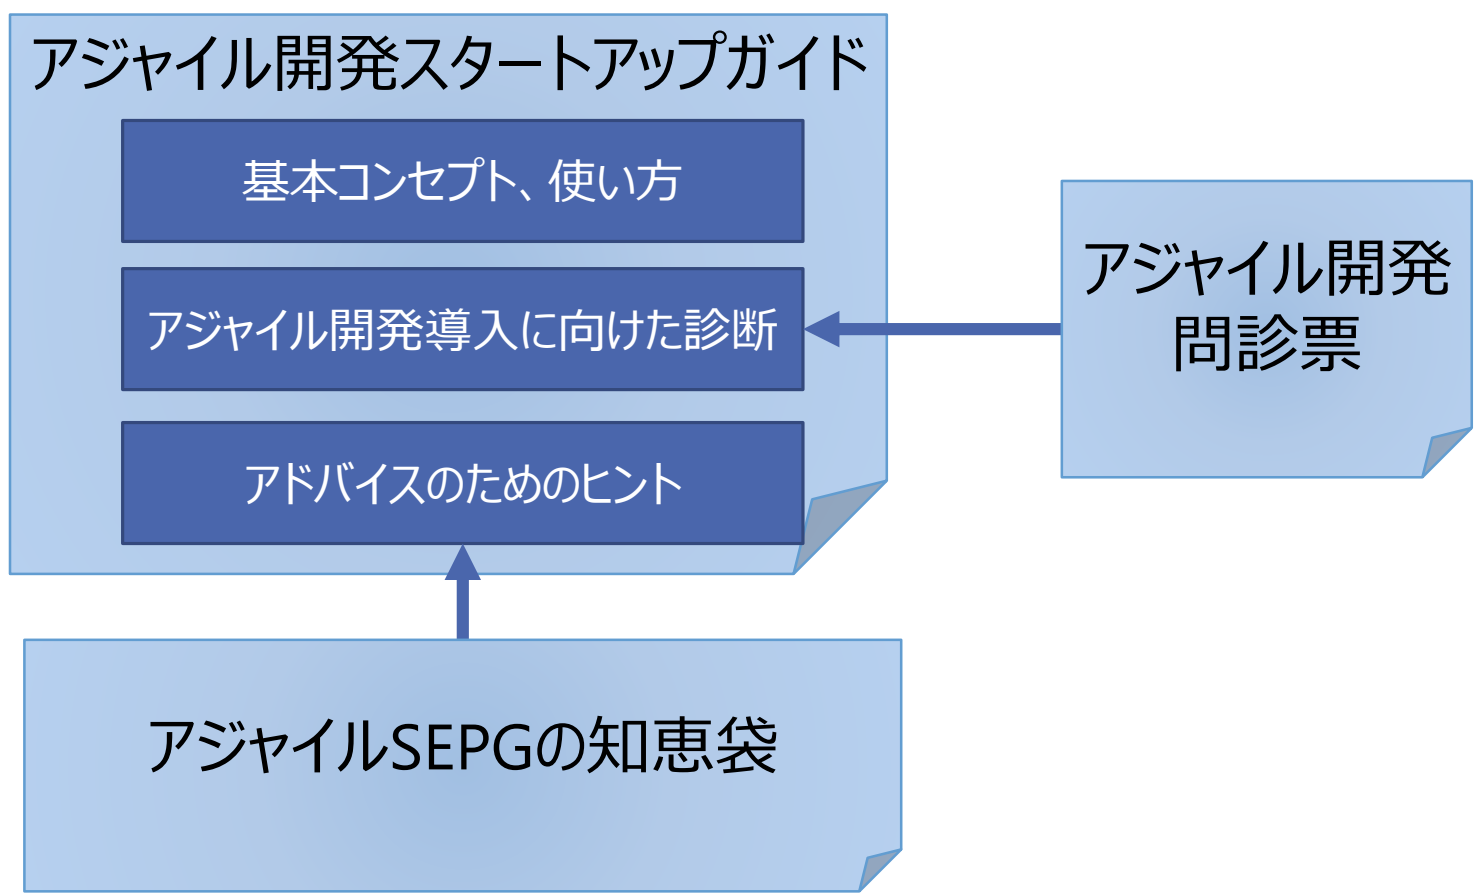 アジャイル開発スタートアップガイド
基本コンセプト、使い方
アジャイル開発導入に向けた診断
アドバイスのためのヒント
アジャイル開発
問診票
アジャイルSEPGの知恵袋